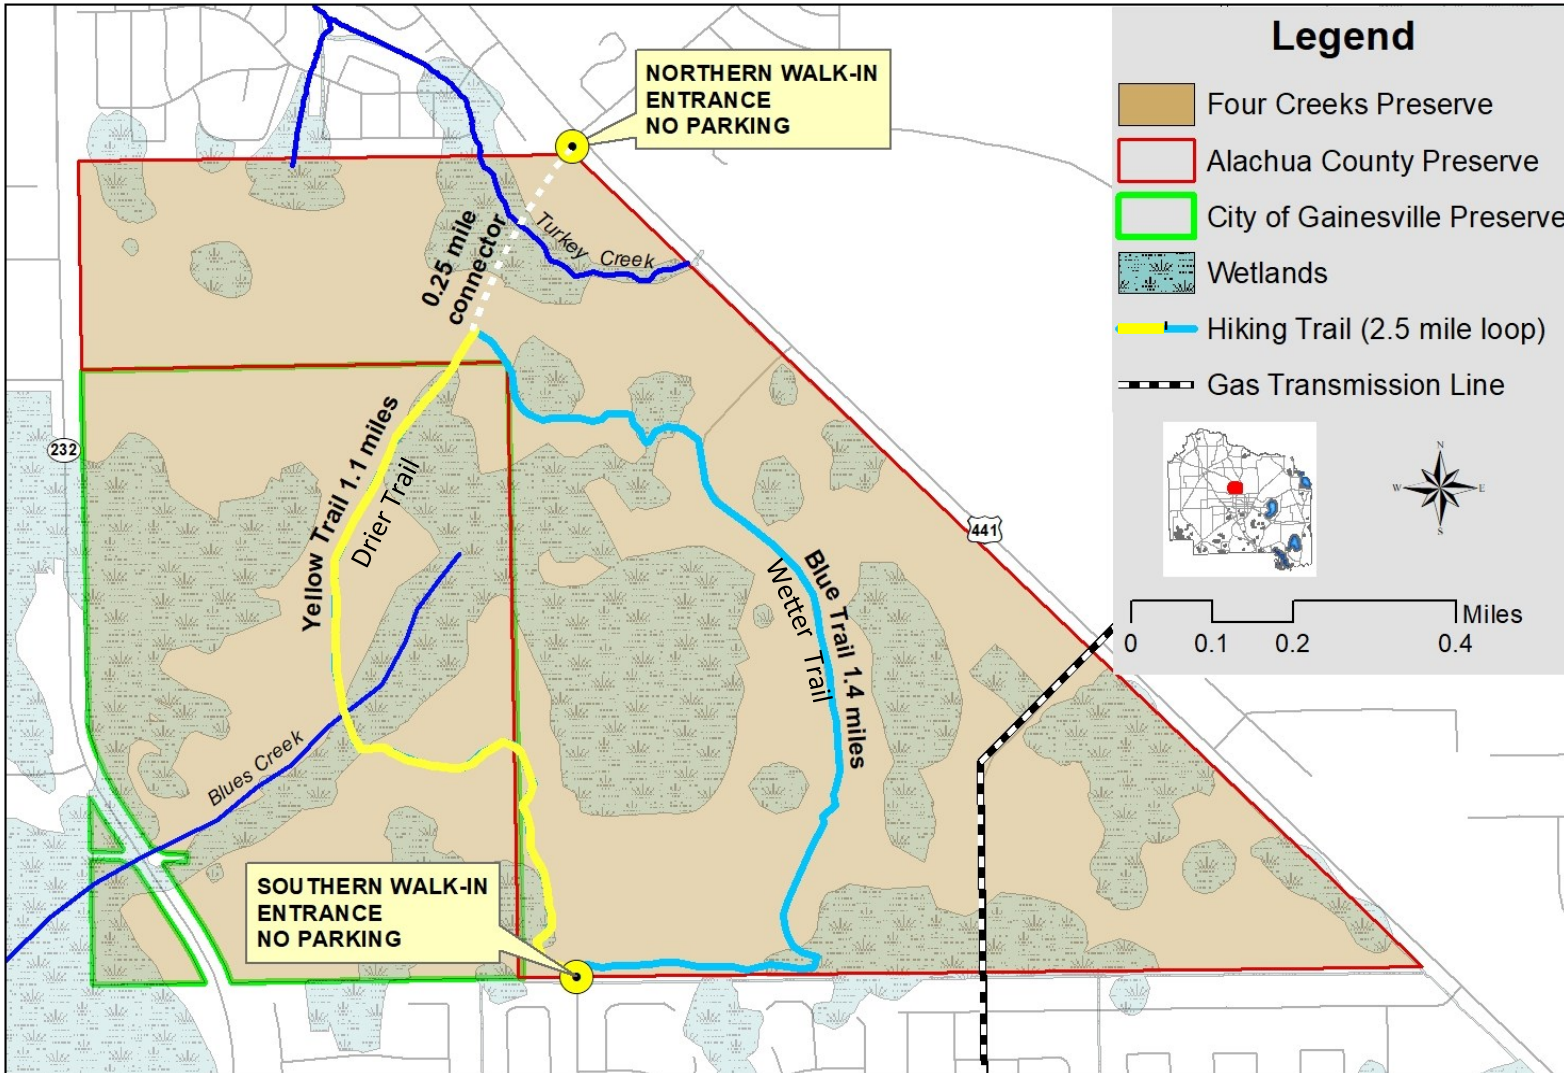 NORTHERN WALK-IN
ENTRANCE
NO PARKING
0.25 mile
connector
Turkey
Creek
232
Yellow Trail 1.1 miles
Drier Trail
441
Blue Trail 1.4 miles
Wetter Trail
Blues Creek
SOUTHERN WALK-IN
ENTRANCE
NO PARKING
Legend
Four Creeks Preserve
Alachua County Preserve
City of Gainesville Preserve
Wetlands
Hiking Trail (2.5 mile loop)
Gas Transmission Line
N
W E
S
Miles
0 0.1 0.2 0.4